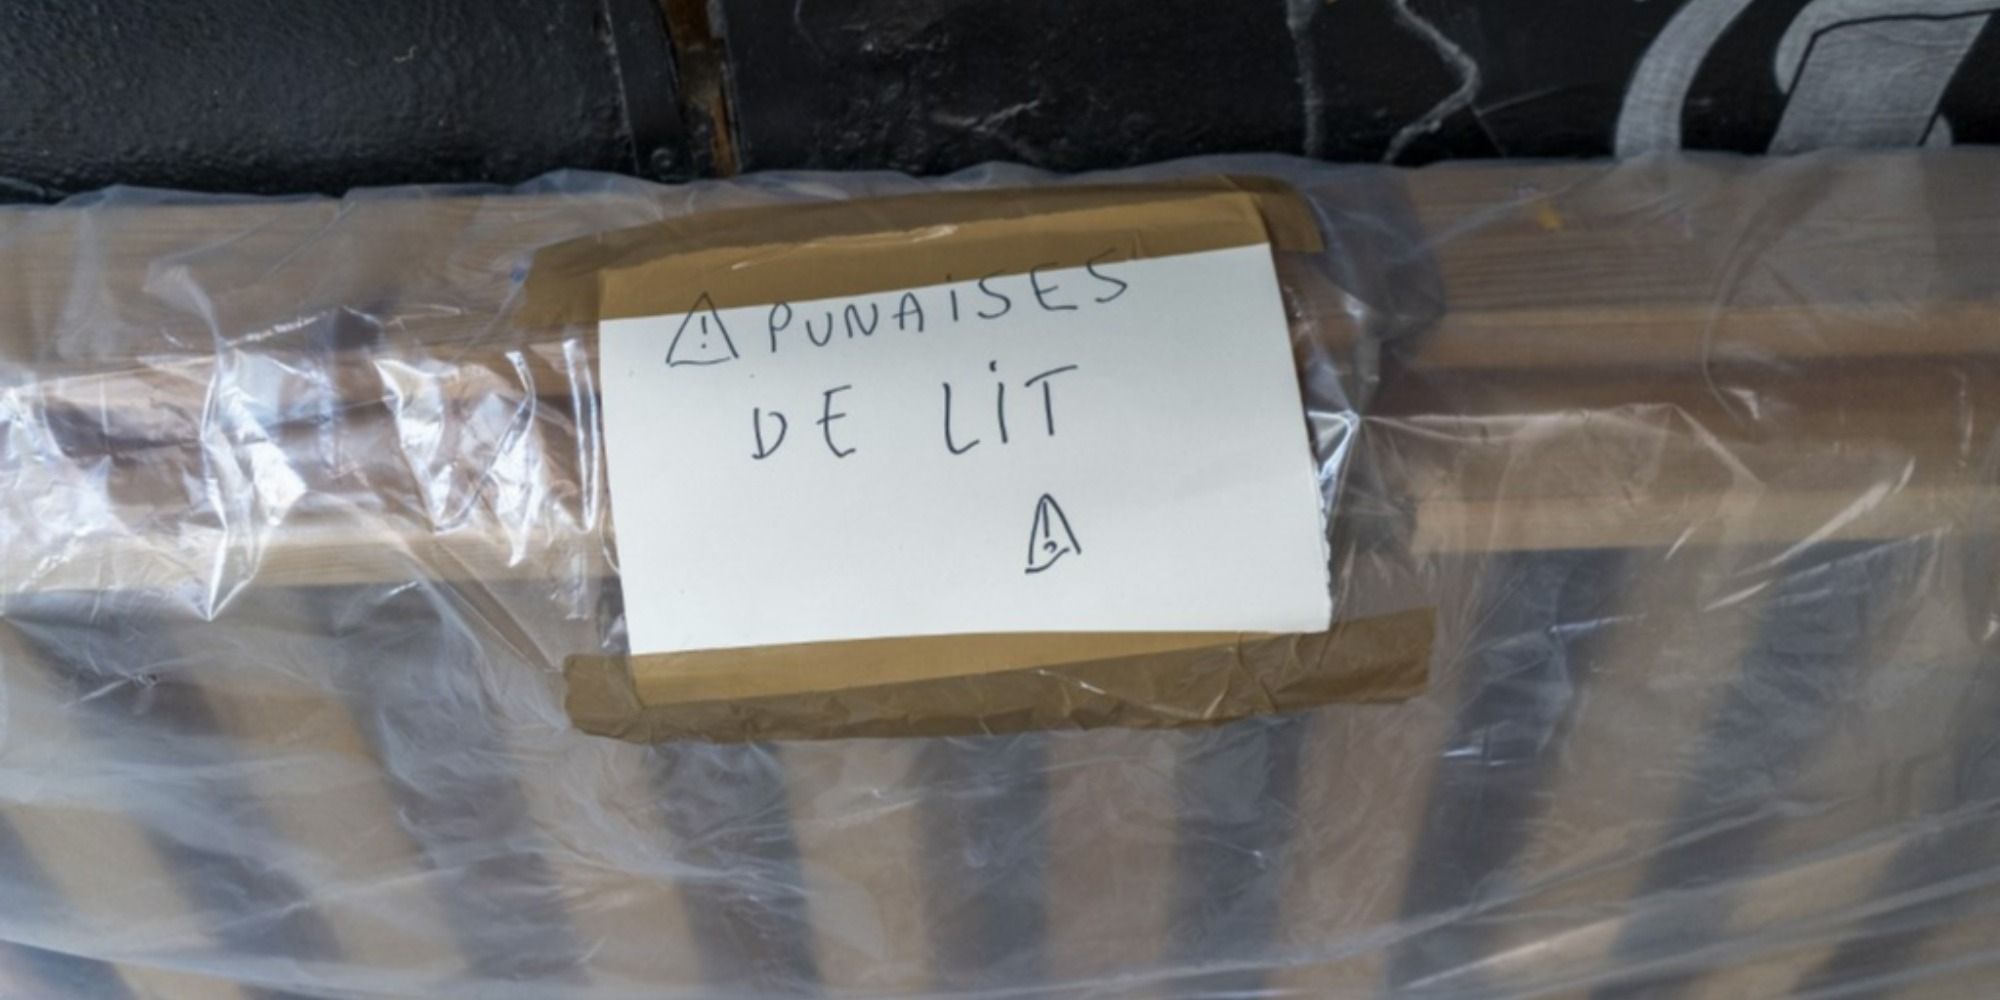 ⚠ PUNAISES
DE LIT
⚠